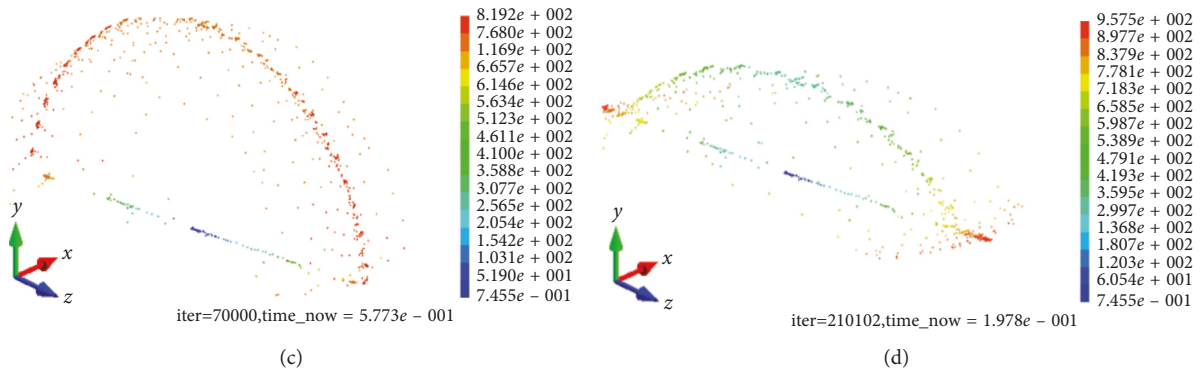 8.192e + 002
7.680e + 002
1.169e + 002
6.657e + 002
6.146e + 002
5.634e + 002
5.123e + 002
4.611e + 002
4.100e + 002
3.588e + 002
3.077e + 002
2.565e + 002
2.054e + 002
1.542e + 002
1.031e + 002
5.190e + 001
7.455e – 001
y
x
z
iter=70000,time_now = 5.773e – 001
(c)
9.575e + 002
8.977e + 002
8.379e + 002
7.781e + 002
7.183e + 002
6.585e + 002
5.987e + 002
5.389e + 002
4.791e + 002
4.193e + 002
3.595e + 002
2.997e + 002
1.368e + 002
1.807e + 002
1.203e + 002
6.054e + 001
7.455e – 001
y
x
z
iter=210102,time_now = 1.978e – 001
(d)